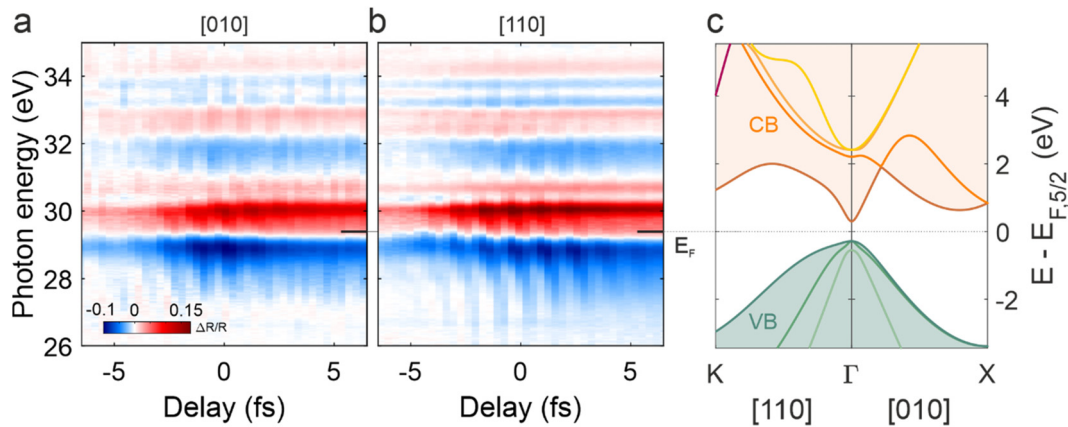 a
[010]
b
[110]
c
Photon energy (eV)
34
32
30
28
26
-0.1 0 0.15
ΔR/R
-5 0 5
Delay (fs)
-5 0 5
Delay (fs)
E_F
CB
VB
4
2
0
-2
E - E_F,5/2 (eV)
K Γ X
[110] [010]